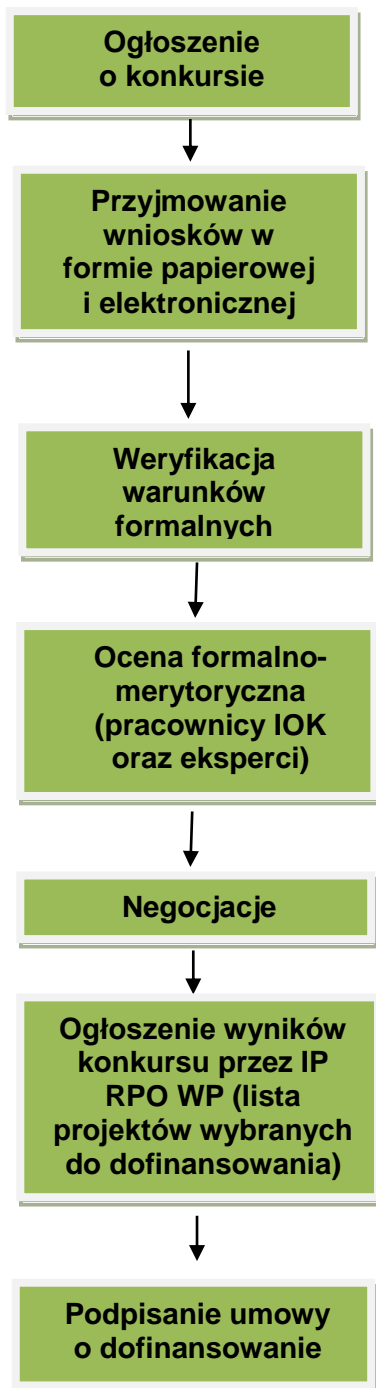 Ogłoszenie
o konkursie
Przyjmowanie
wniosków w
formie papierowej
i elektronicznej
Weryfikacja
warunków
formalnych
Ocena formalno-
merytoryczna
(pracownicy IOK
oraz eksperci)
Negocjacje
Ogłoszenie wyników
konkursu przez IP
RPO WP (lista
projektów wybranych
do dofinansowania)
Podpisanie umowy
o dofinansowanie